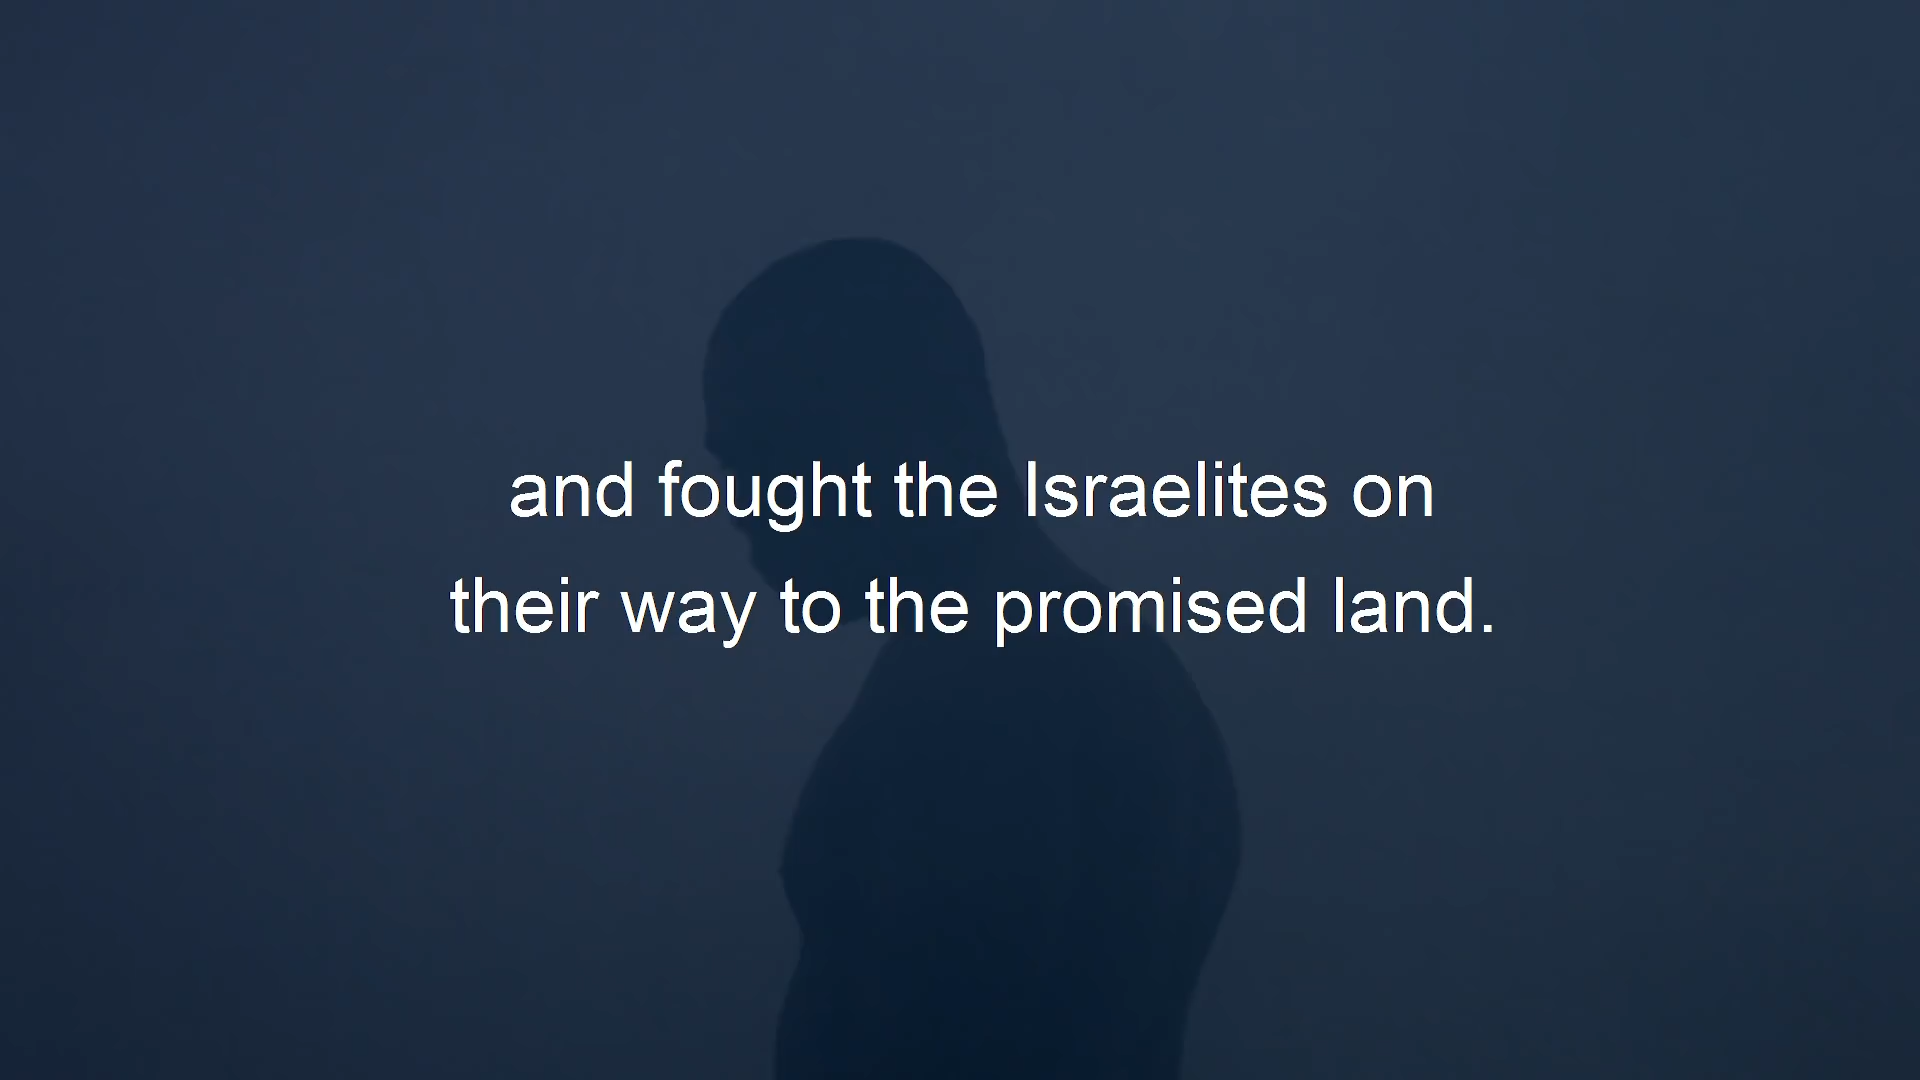 and fought the Israelites on
their way to the promised land.